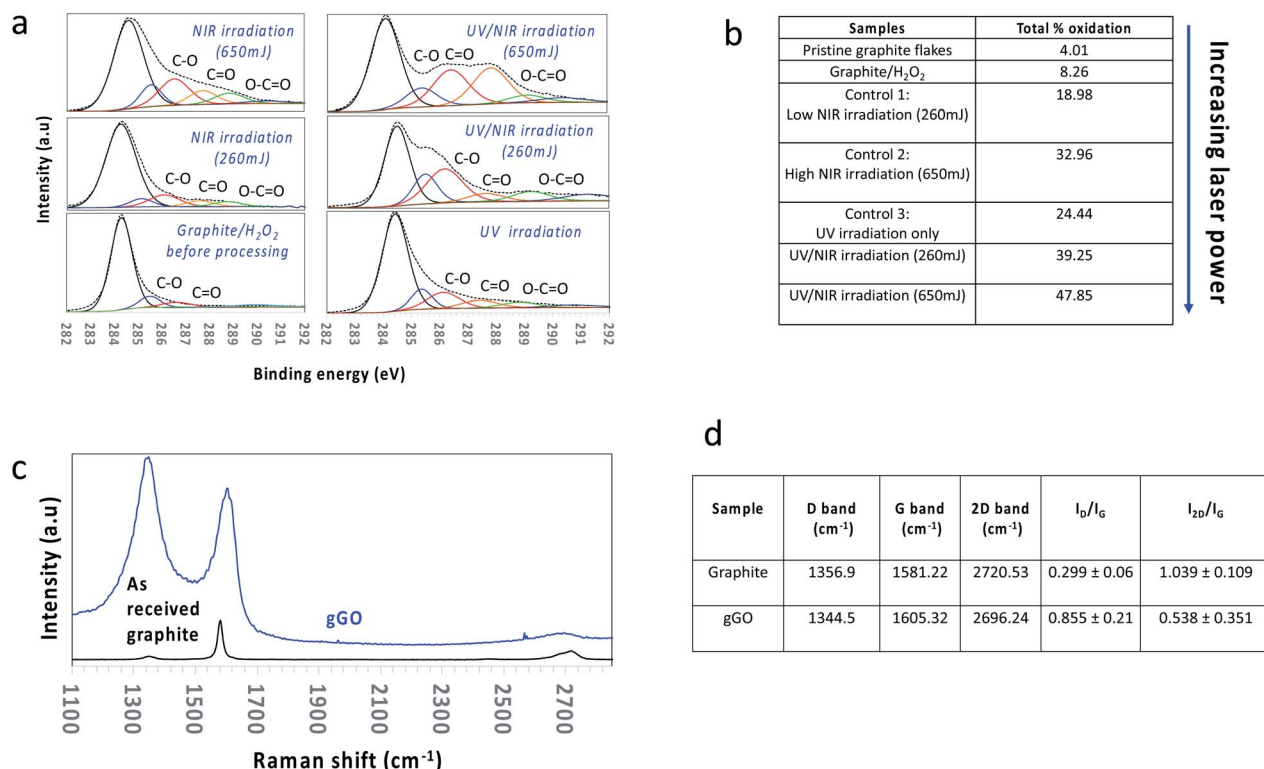 a
NIR irradiation
(650mJ)
C-O
C=O
O-C=O
UV/NIR irradiation
(650mJ)
C-O
C=O
O-C=O
NIR irradiation
(260mJ)
C-O
C=O
O-C=O
UV/NIR irradiation
(260mJ)
C-O
C=O
O-C=O
Graphite/H₂O₂
before processing
C-O
C=O
UV irradiation
C-O
C=O
O-C=O
Intensity (a.u)
282 283 284 285 286 287 288 289 290 291 292
282 283 284 285 286 287 288 289 290 291 292
Binding energy (eV)
b
Samples Total % oxidation
Pristine graphite flakes 4.01
Graphite/H₂O₂ 8.26
Control 1: 18.98
Low NIR irradiation (260mJ)
Control 2: 32.96
High NIR irradiation (650mJ)
Control 3: 24.44
UV irradiation only
UV/NIR irradiation (260mJ) 39.25
UV/NIR irradiation (650mJ) 47.85
Increasing laser power
c
Intensity (a.u)
As
received
graphite
gGO
1100 1300 1500 1700 1900 2100 2300 2500 2700
Raman shift (cm⁻¹)
d
Sample D band G band 2D band I_D/I_G I_2D/I_G
(cm⁻¹) (cm⁻¹) (cm⁻¹)
Graphite 1356.9 1581.22 2720.53 0.299 ± 0.06 1.039 ± 0.109
gGO 1344.5 1605.32 2696.24 0.855 ± 0.21 0.538 ± 0.351